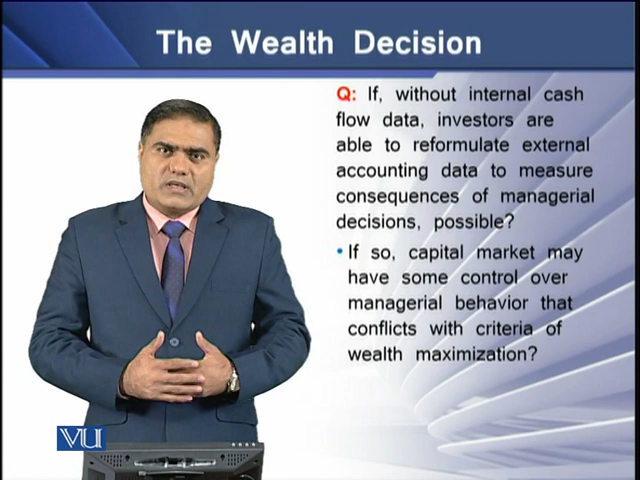 The Wealth Decision
Q: If, without internal cash
flow data, investors are
able to reformulate external
accounting data to measure
consequences of managerial
decisions, possible?
• If so, capital market may
have some control over
managerial behavior that
conflicts with criteria of
wealth maximization?
VU